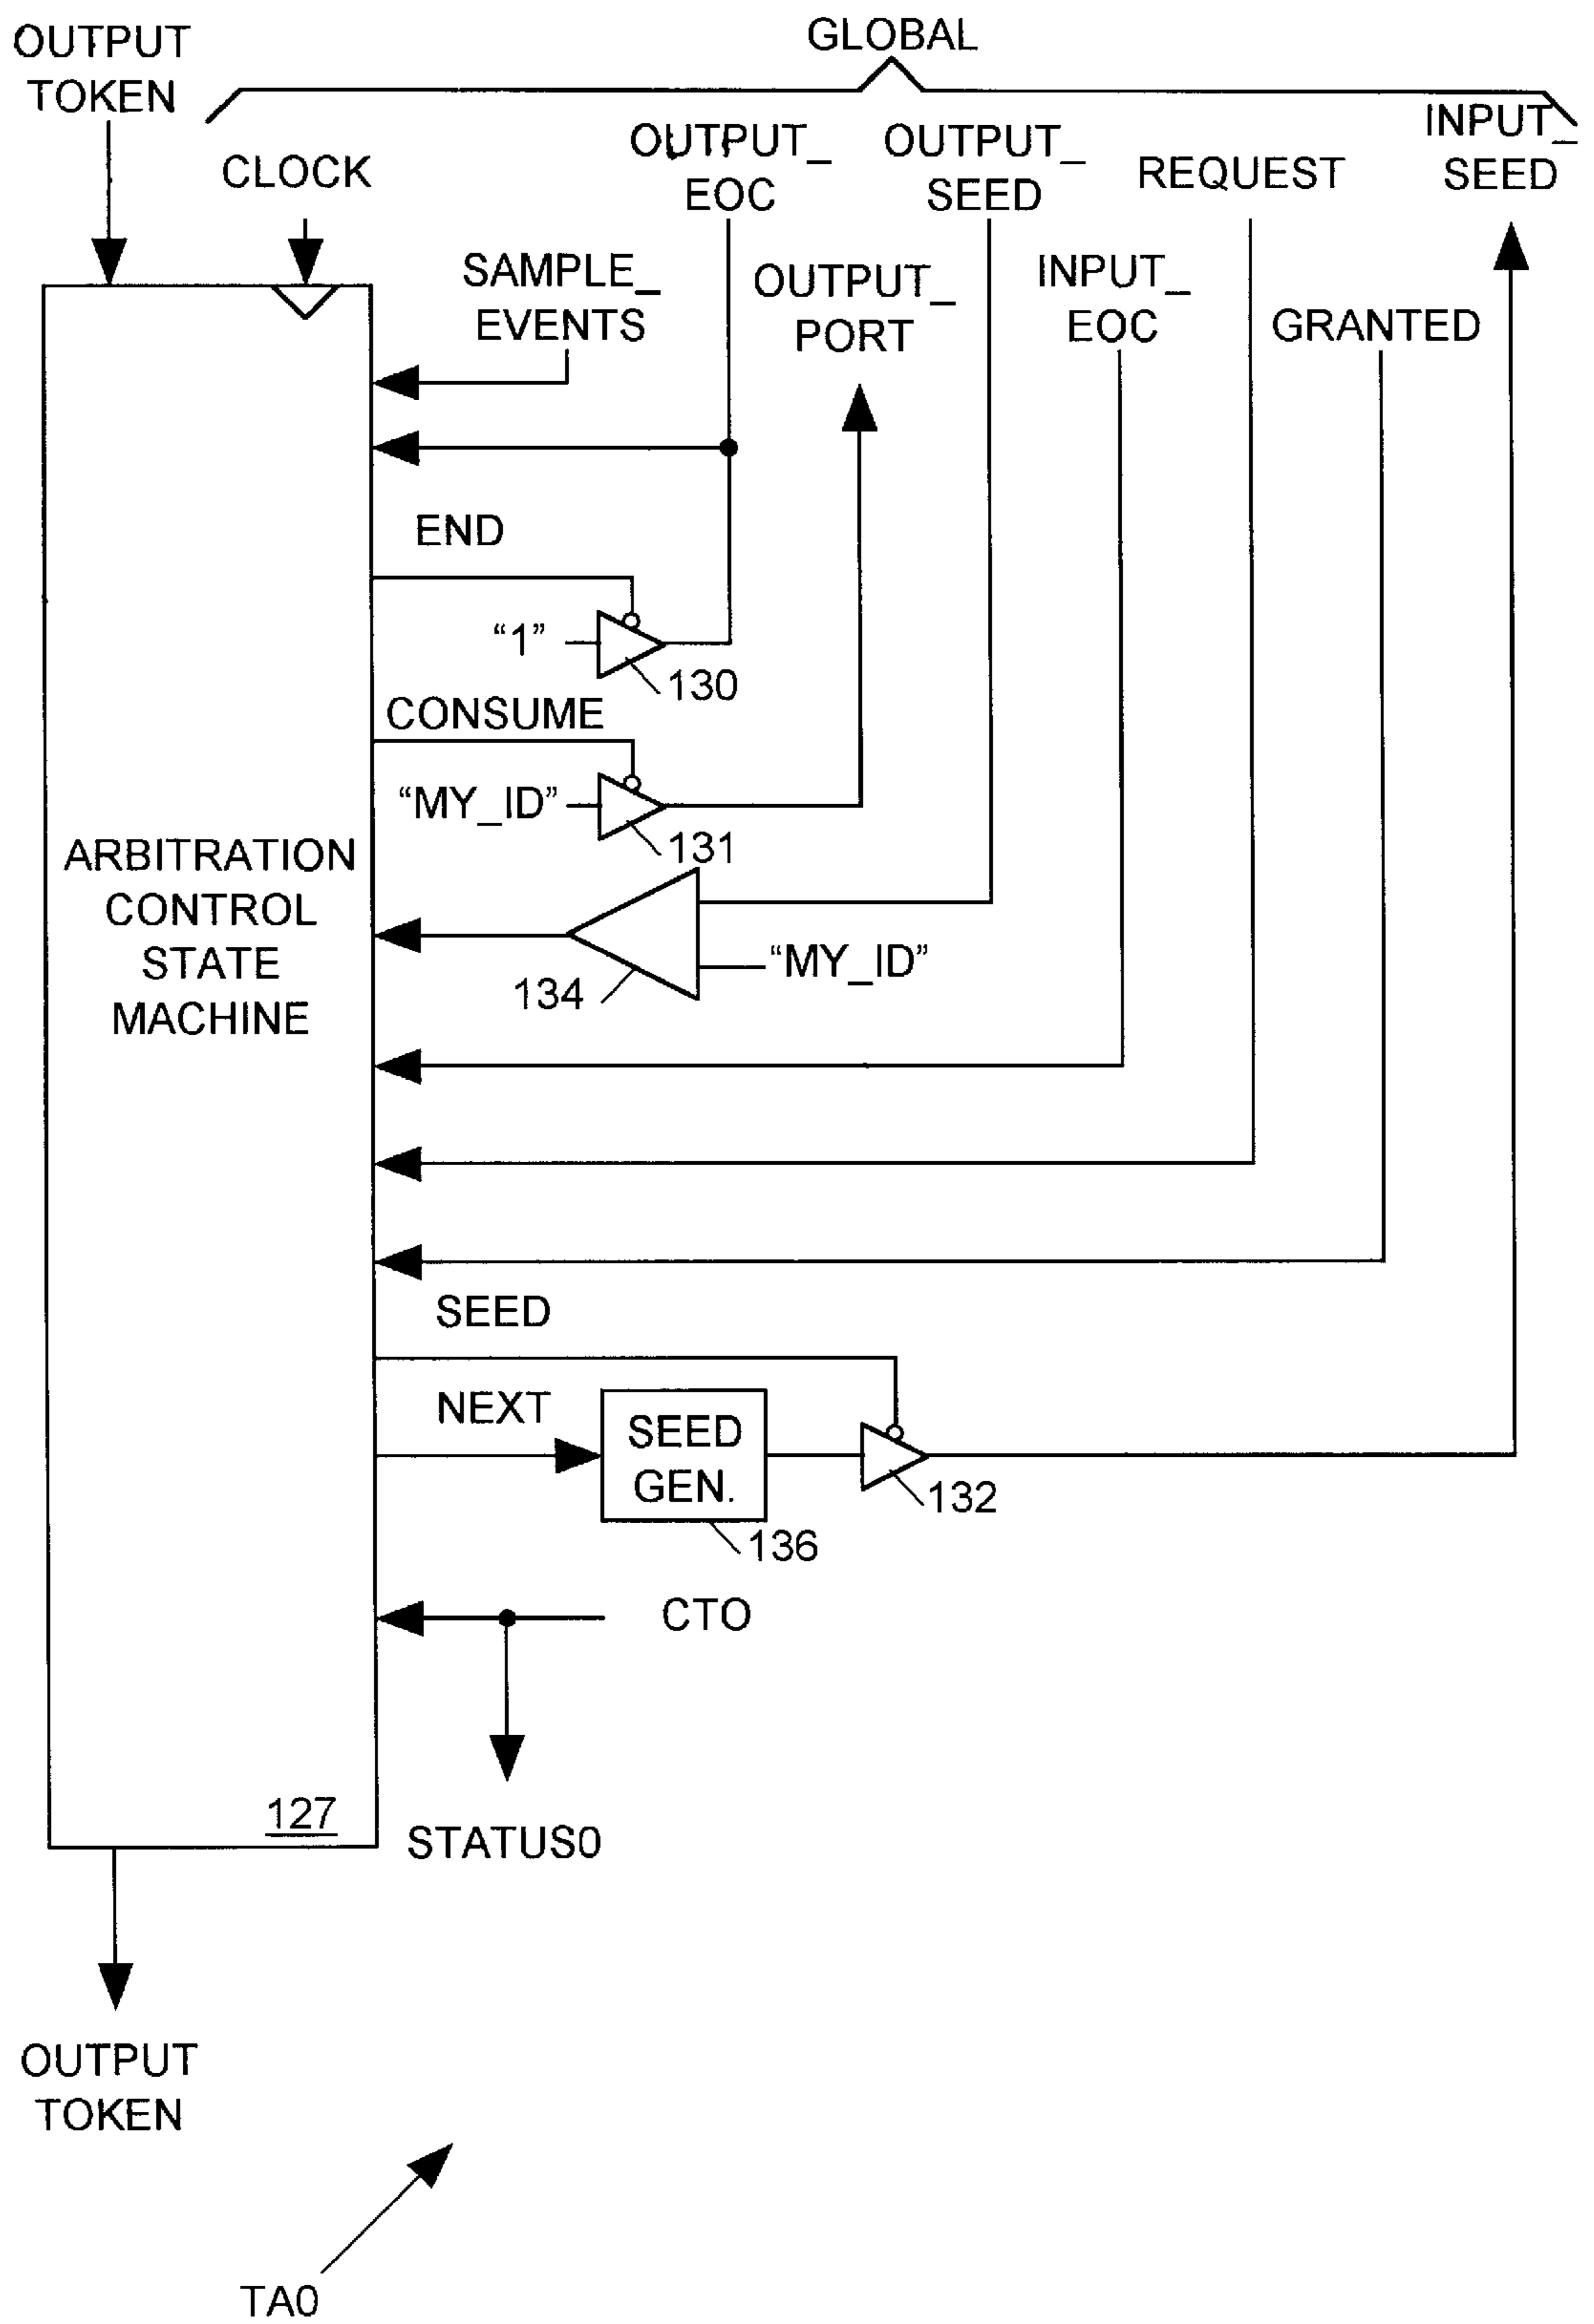 OUTPUT
TOKEN
GLOBAL
CLOCK
OUTPUT_
EOC
OUTPUT_
SEED
REQUEST
INPUT_
SEED
SAMPLE_
EVENTS
OUTPUT_
PORT
INPUT_
EOC
GRANTED
END
“1”
130
CONSUME
“MY_ID”
131
ARBITRATION
CONTROL
STATE
MACHINE
“MY_ID”
134
SEED
NEXT
SEED
GEN.
132
136
CTO
127
STATUS0
OUTPUT
TOKEN
TA0